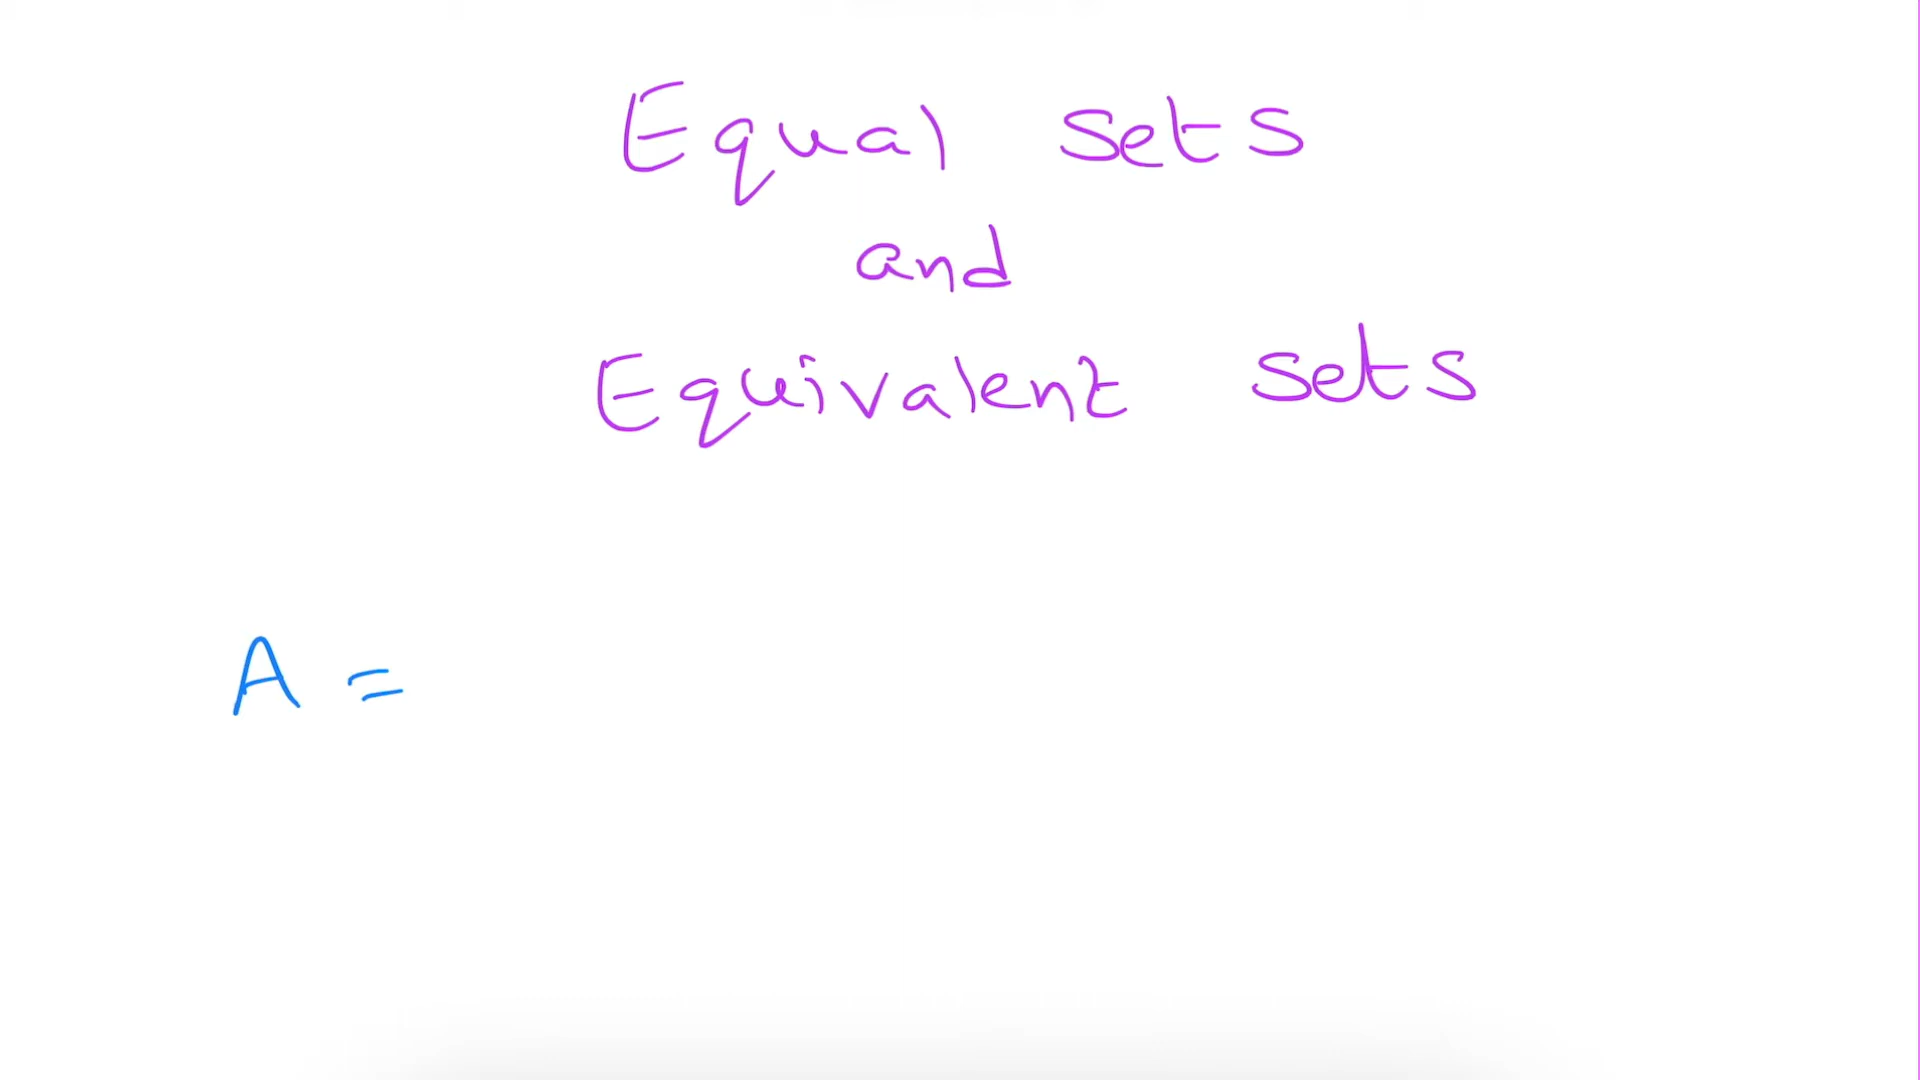 Equal sets
and
Equivalent sets
A =